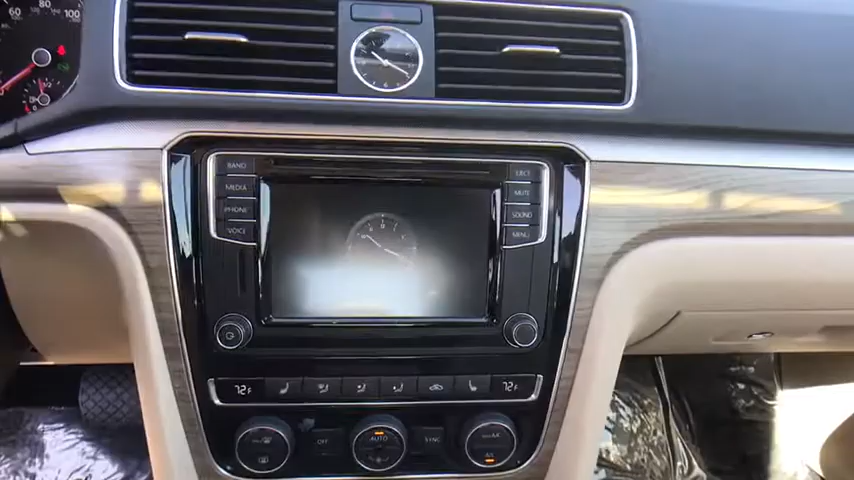 60 80 100
BAND
MEDIA
PHONE
VOICE
EJECT
MUTE
SOUND
MENU
72F
72F
OFF
AUTO
SYNC